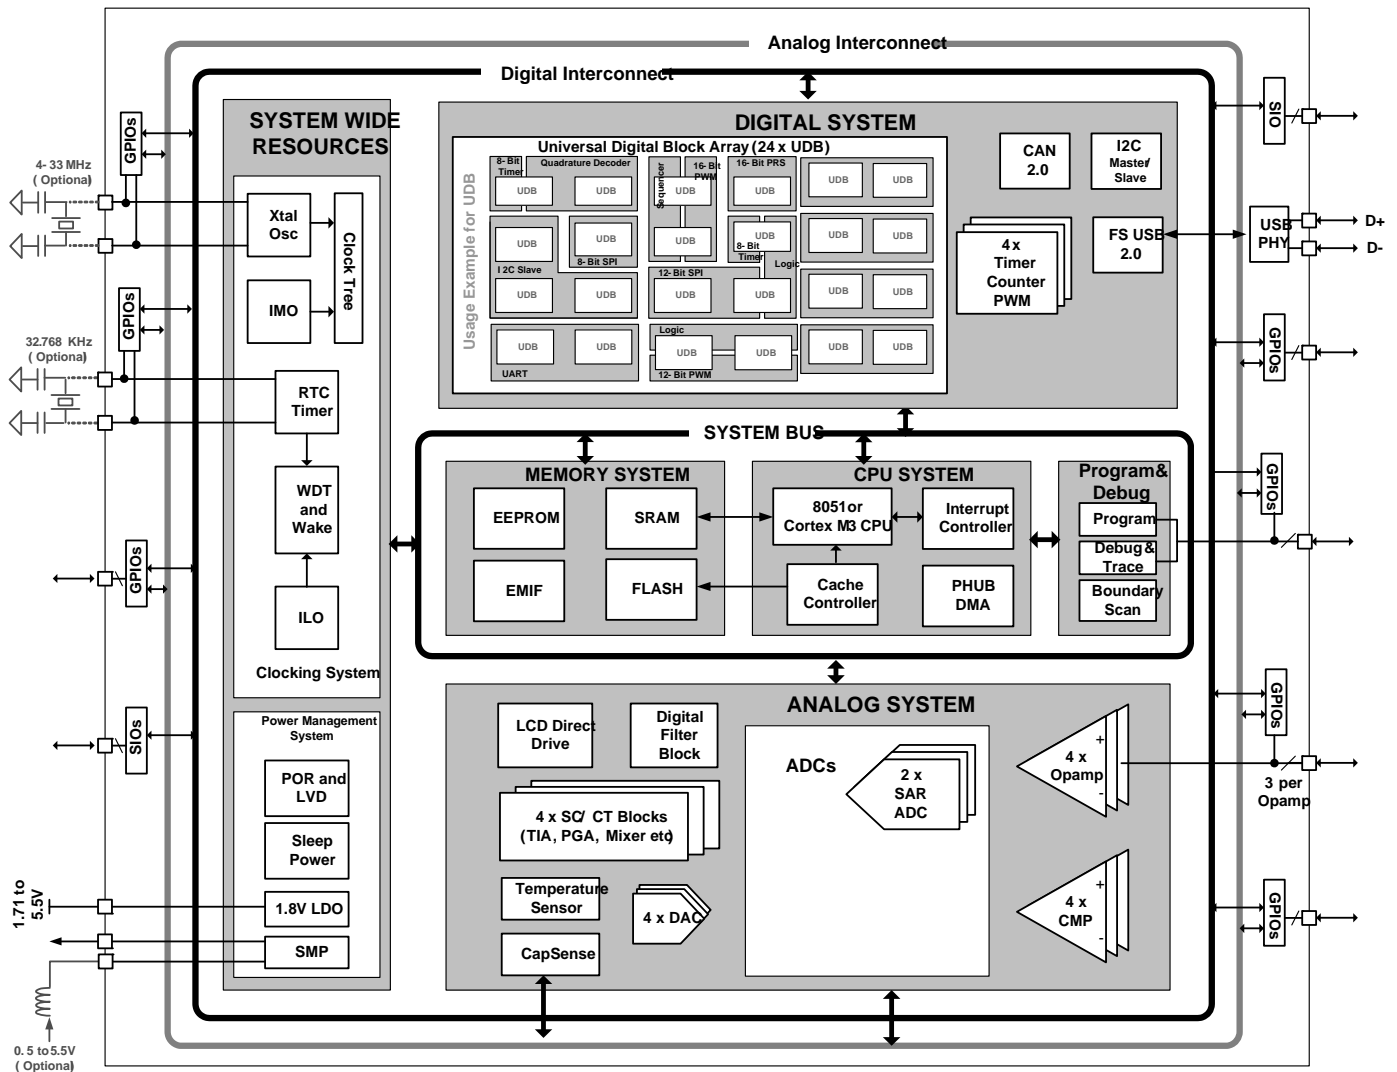 Analog Interconnect
Digital Interconnect
SYSTEM WIDE
RESOURCES
DIGITAL SYSTEM
Universal Digital Block Array (24 x UDB)
Usage Example for UDB
8- Bit
Timer
Quadrature Decoder
Sequencer
16- Bit
PWM
16- Bit PRS
UDB
UDB
UDB
UDB
UDB
UDB
UDB
UDB
UDB
UDB
UDB
UDB
I2C Slave
8- Bit SPI
8- Bit
Timer
Logic
12- Bit SPI
UDB
UDB
UDB
UDB
UDB
UDB
Logic
UDB
UDB
UDB
UDB
UDB
UDB
UART
12- Bit PWM
CAN
2.0
I2C
Master/
Slave
4 x
Timer
Counter
PWM
FS USB
2.0
USB
PHY
D+
D-
SIO
GPIOs
GPIOs
GPIOs
3 per
Opamp
GPIOs
GPIOs
4- 33 MHz
( Optional)
GPIOs
32.768 KHz
( Optional)
GPIOs
SIOs
Xtal
Osc
Clock Tree
IMO
RTC
Timer
WDT
and
Wake
ILO
Clocking System
Power Management
System
POR and
LVD
Sleep
Power
1.8V LDO
SMP
1.71 to
5.5V
0. 5 to 5.5V
( Optional)
SYSTEM BUS
MEMORY SYSTEM
EEPROM
SRAM
EMIF
FLASH
CPU SYSTEM
8051 or
Cortex M3 CPU
Interrupt
Controller
Cache
Controller
PHUB
DMA
Program &
Debug
Program
Debug &
Trace
Boundary
Scan
ANALOG SYSTEM
LCD Direct
Drive
Digital
Filter
Block
4 x SC/ CT Blocks
(TIA, PGA, Mixer etc)
Temperature
Sensor
4 x DAC
CapSense
ADCs
2 x
SAR
ADC
+
4 x
Opamp
-
+
4 x
CMP
-